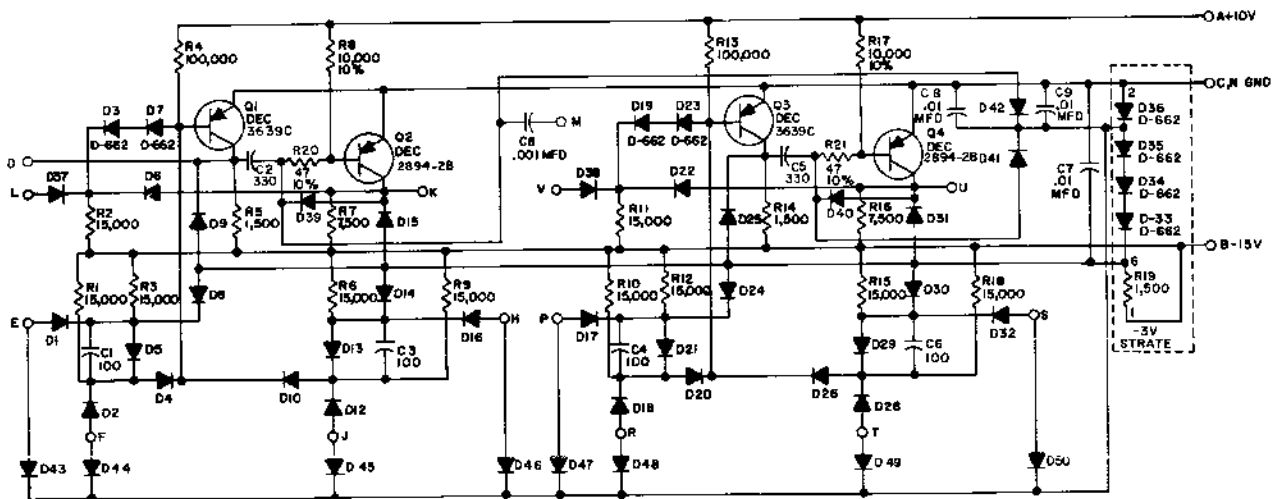 A+10V
R4
100,000
R8
10,000
10%
R13
100,000
R17
10,000
10%
C,N GND
D3
D-662
D7
D-662
Q1
DEC
3639C
Q2
DEC
2894-2B
C8
.001MFD
M
D19
D-662
D23
D-662
Q3
DEC
3639C
Q4
DEC
2894-2B
C8
.01
MFD
D42
C9
.01
MFD
2
D36
D-662
D
C2
330
R20
47
10%
C5
330
R21
47
10%
D41
C7
.01
MFD
D35
D-662
L
D37
D6
K
V
D38
D22
U
D34
D-662
R2
15,000
D9
R5
1,500
D39
R7
7,500
D15
R11
15,000
D25
R14
1,500
D40
R16
7,500
D31
D-33
D-662
B-15V
R1
15,000
R3
15,000
D8
R6
15,000
D14
R9
15,000
R10
15,000
R12
15,000
D24
R15
15,000
D30
R18
15,000
6
R19
1,500
1
-3V
STRATE
E
D1
D16
H
P
D17
D32
S
C1
100
D5
D13
C3
100
C4
100
D21
D29
C6
100
D4
D10
D20
D26
D2
D12
D18
D28
F
J
R
T
D43
D44
D45
D46
D47
D48
D49
D50